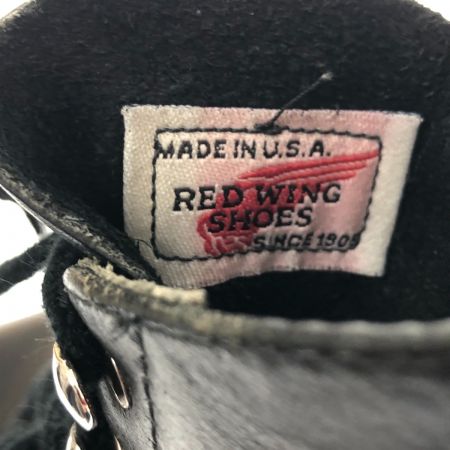 MADE IN U.S.A.
RED WING
SHOES
SINCE 1905